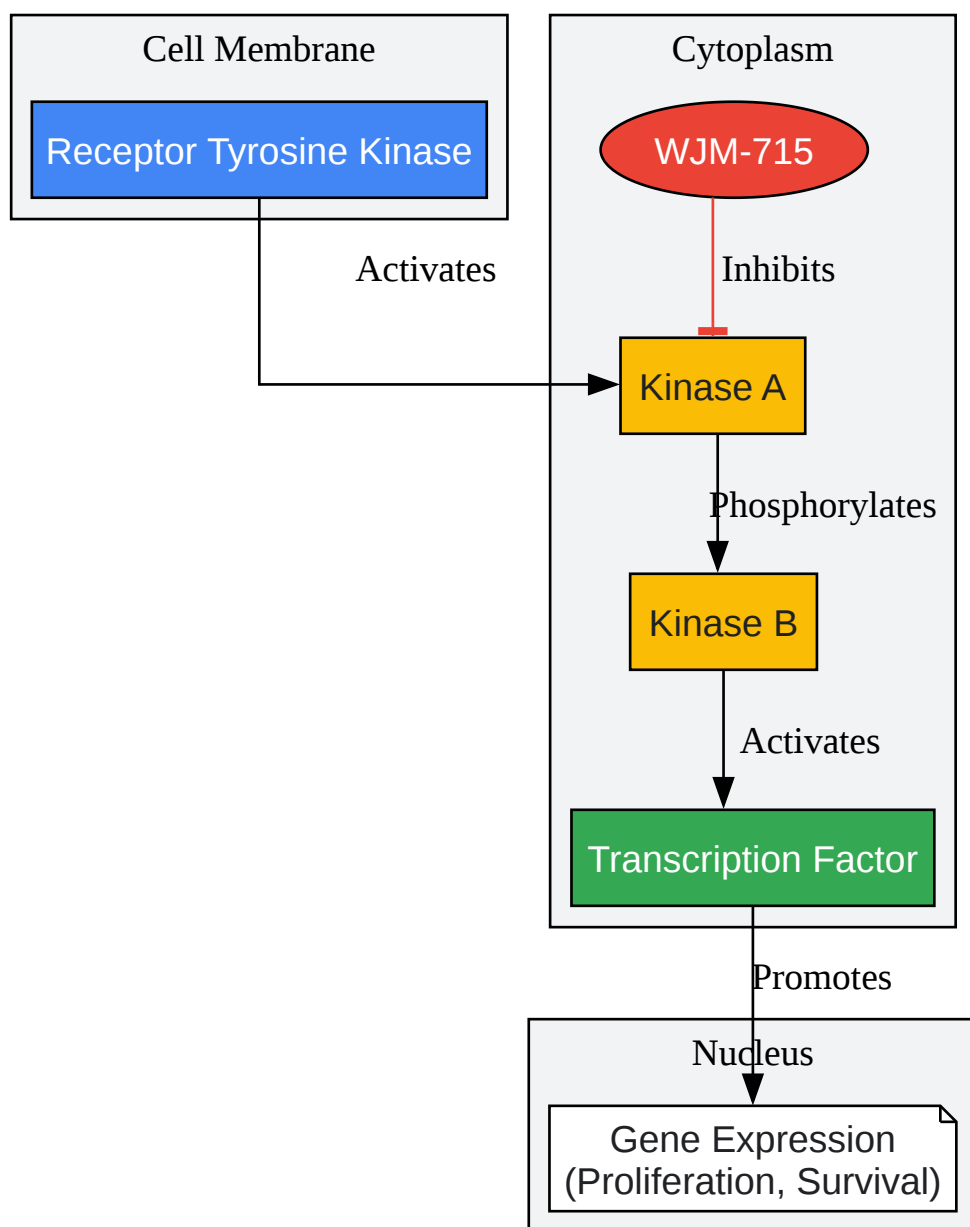 Cell Membrane
Receptor Tyrosine Kinase
Activates
Cytoplasm
WJM-715
Inhibits
Kinase A
Phosphorylates
Kinase B
Activates
Transcription Factor
Promotes
Nucleus
Gene Expression
(Proliferation, Survival)